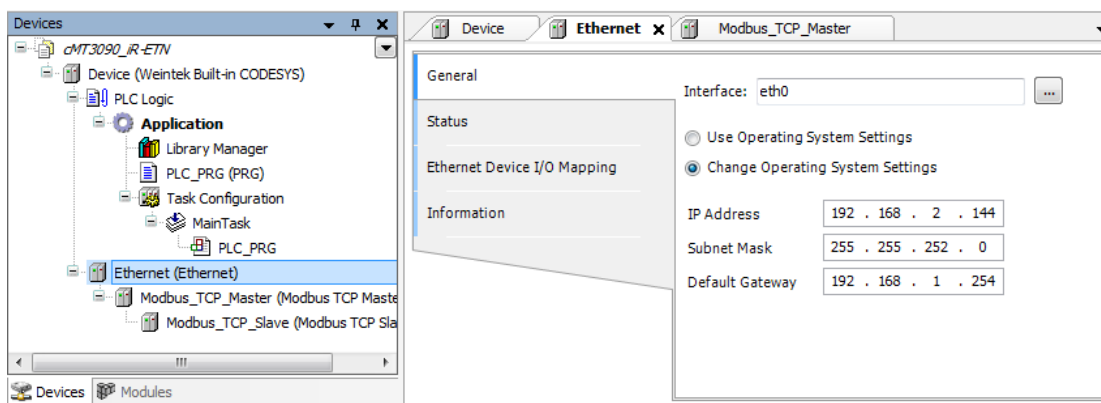 Devices
cMT3090_iR-ETN
Device (Weintek Built-in CODESYS)
PLC Logic
Application
Library Manager
PLC_PRG (PRG)
Task Configuration
MainTask
PLC_PRG
Ethernet (Ethernet)
Modbus_TCP_Master (Modbus TCP Maste
Modbus_TCP_Slave (Modbus TCP Sla
Devices Modules
Device Ethernet Modbus_TCP_Master
General
Status
Ethernet Device I/O Mapping
Information
Interface: eth0 ...
Use Operating System Settings
Change Operating System Settings
IP Address 192 . 168 . 2 . 144
Subnet Mask 255 . 255 . 252 . 0
Default Gateway 192 . 168 . 1 . 254